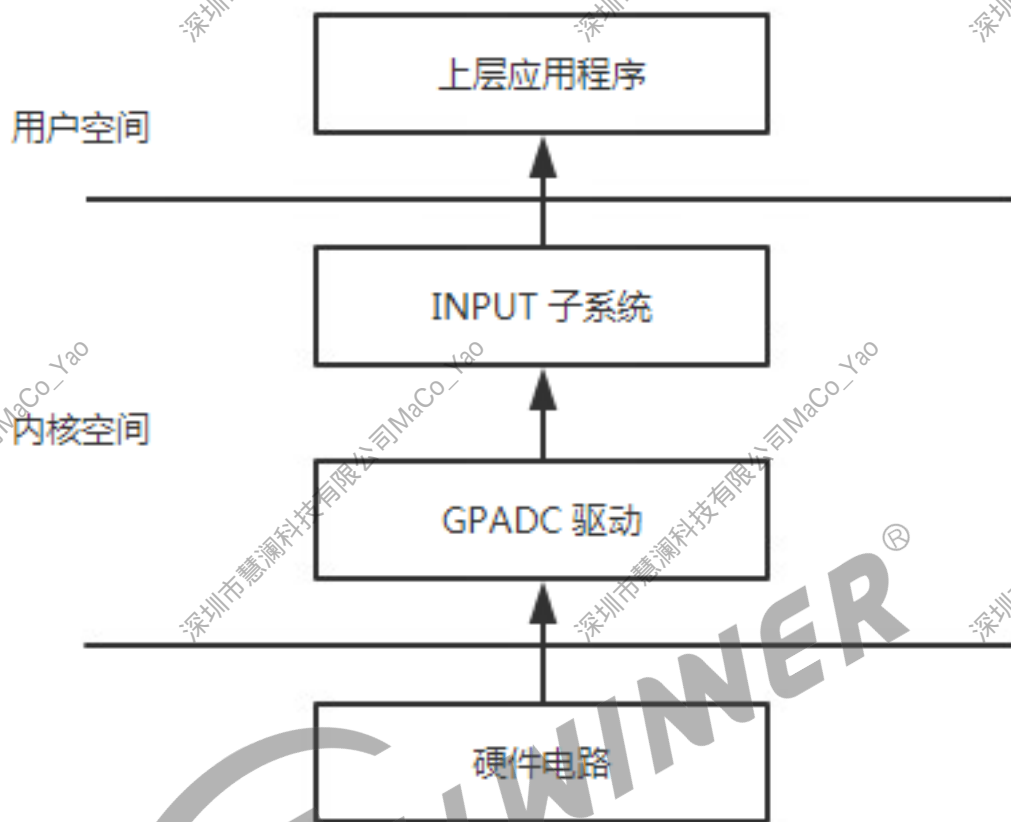 上层应用程序
用户空间
INPUT 子系统
内核空间
GPADC 驱动
硬件电路
深圳市慧澜科技有限公司MaCo_Yao
深圳市慧澜科技有限公司MaCo_Yao
MaCo_Yao
WINNER®